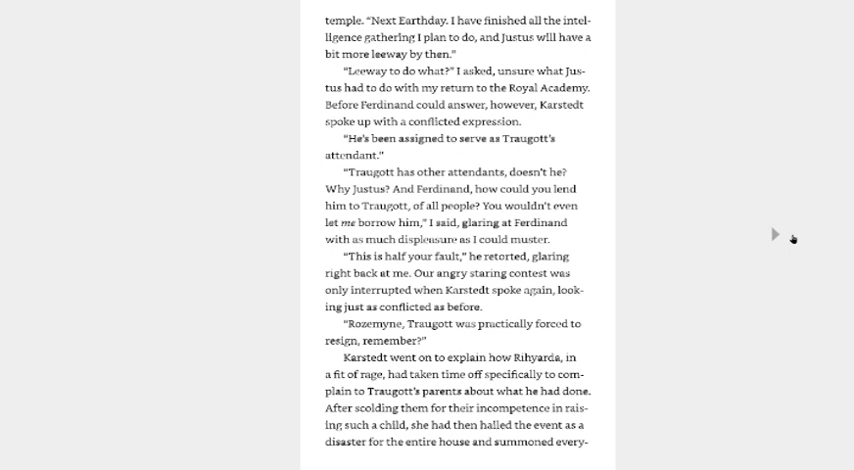 temple. “Next Earthday. I have finished all the intel-
ligence gathering I plan to do, and Justus will have a
bit more leeway by then.”
“Leeway to do what?” I asked, unsure what Jus-
tus had to do with my return to the Royal Academy.
Before Ferdinand could answer, however, Karstedt
spoke up with a conflicted expression.
“He’s been assigned to serve as Traugott’s
attendant.”
“Traugott has other attendants, doesn’t he?
Why Justus? And Ferdinand, how could you lend
him to Traugott, of all people? You wouldn’t even
let me borrow him,” I said, glaring at Ferdinand
with as much displeasure as I could muster.
“This is half your fault,” he retorted, glaring
right back at me. Our angry staring contest was
only interrupted when Karstedt spoke again, look-
ing just as conflicted as before.
“Rozemyne, Traugott was practically forced to
resign, remember?”
Karstedt went on to explain how Rihyarda, in
a fit of rage, had taken time off specifically to com-
plain to Traugott’s parents about what he had done.
After scolding them for their incompetence in rais-
ing such a child, she had then hailed the event as a
disaster for the entire house and summoned every-